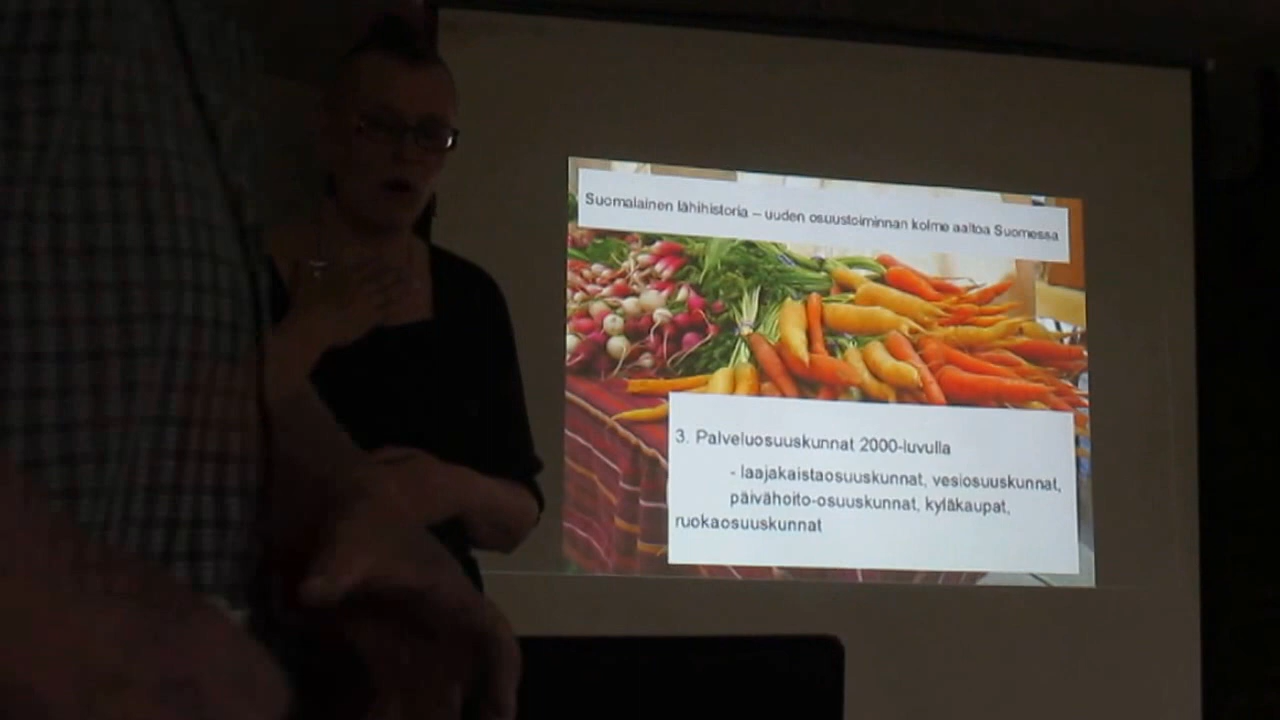 Suomalainen lähihistoria – uuden osuustoiminnan kolme aaltoa Suomessa
3. Palveluosuuskunnat 2000-luvulla
- laajakaistaosuuskunnat, vesiosuuskunnat,
päivähoito-osuuskunnat, kyläkaupat,
ruokaosuuskunnat